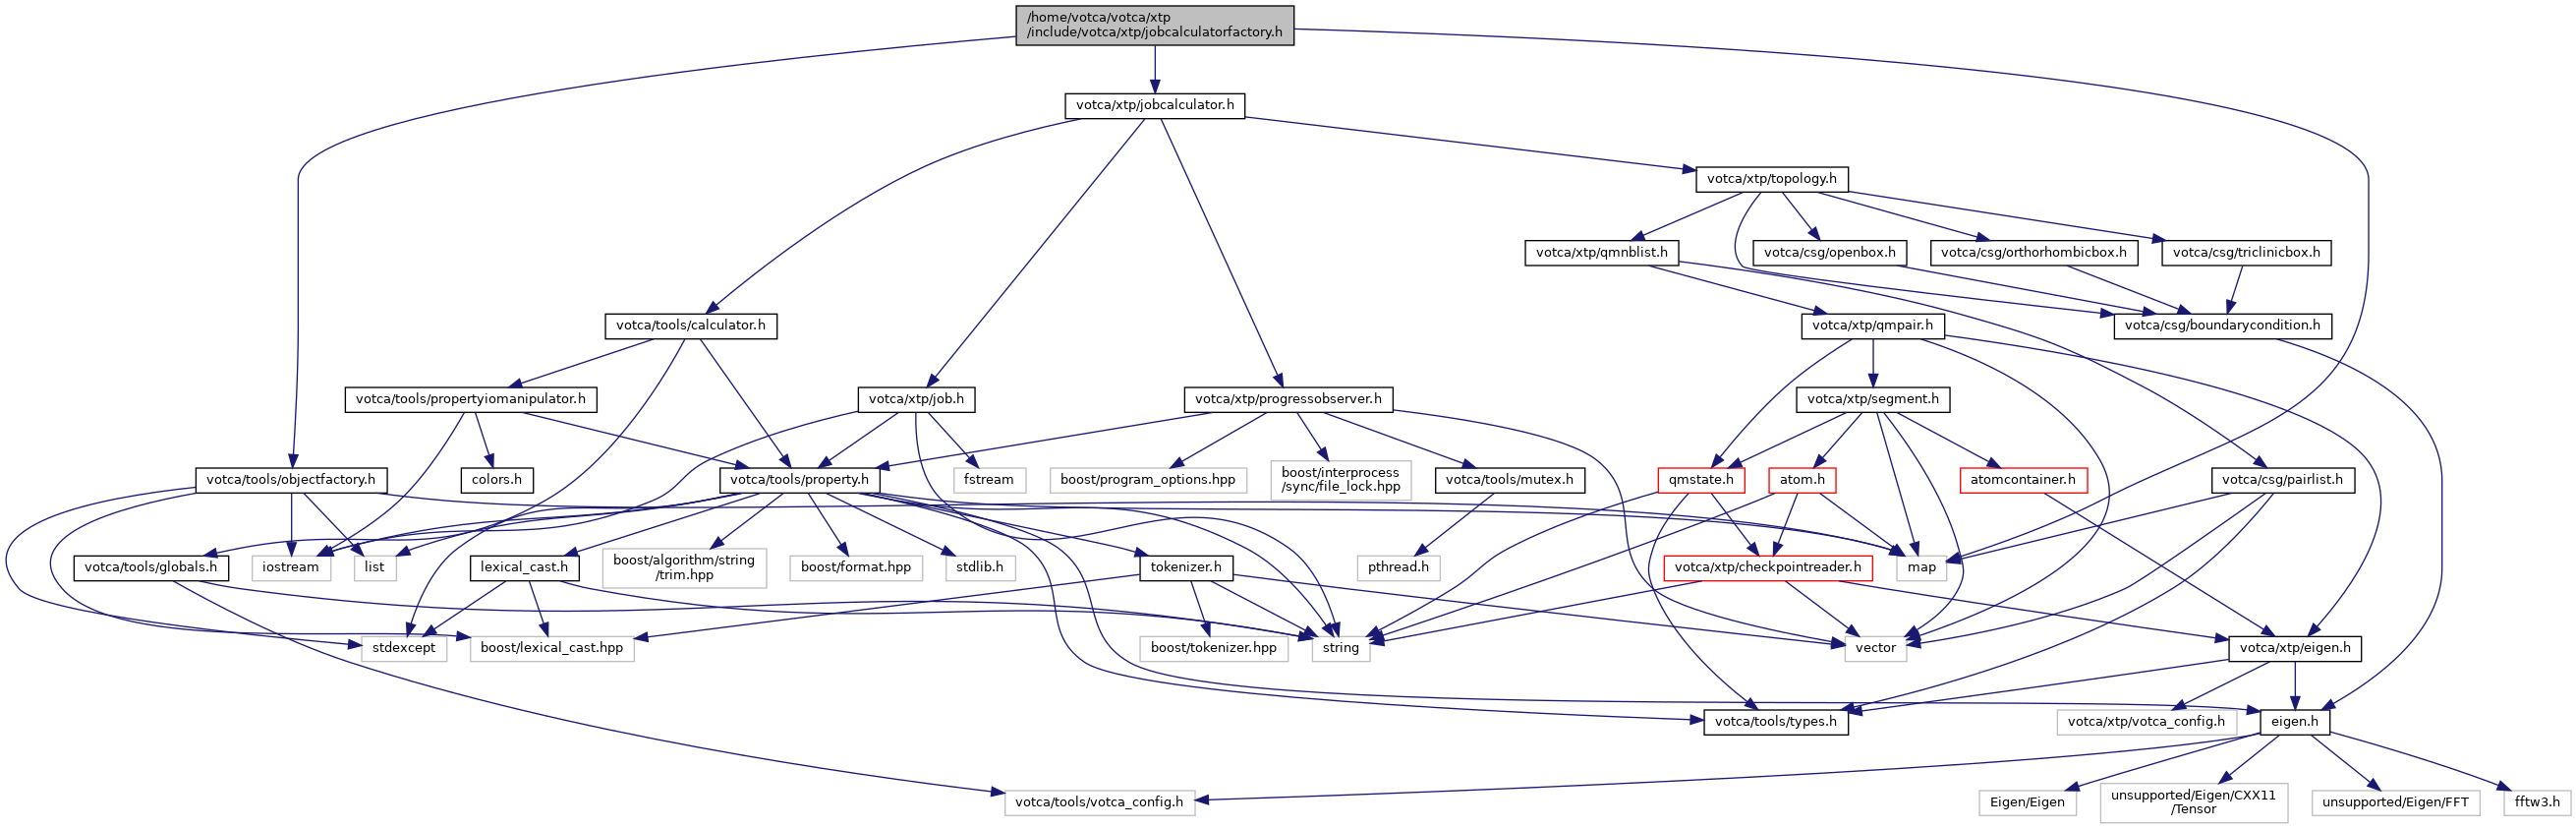 /home/votca/votca/xtp
/include/votca/xtp/jobcalculatorfactory.h
votca/xtp/jobcalculator.h
votca/xtp/topology.h
votca/xtp/qmnblist.h
votca/csg/openbox.h
votca/csg/orthorhombicbox.h
votca/csg/triclinicbox.h
votca/tools/calculator.h
votca/xtp/qmpair.h
votca/csg/boundarycondition.h
votca/tools/propertyiomanipulator.h
votca/xtp/job.h
votca/xtp/progressobserver.h
votca/xtp/segment.h
votca/tools/objectfactory.h
colors.h
votca/tools/property.h
fstream
boost/program_options.hpp
boost/interprocess
/sync/file_lock.hpp
votca/tools/mutex.h
qmstate.h
atom.h
atomcontainer.h
votca/csg/pairlist.h
votca/tools/globals.h
iostream
list
lexical_cast.h
boost/algorithm/string
/trim.hpp
boost/format.hpp
stdlib.h
tokenizer.h
pthread.h
votca/xtp/checkpointreader.h
map
stdexcept
boost/lexical_cast.hpp
boost/tokenizer.hpp
string
vector
votca/xtp/eigen.h
votca/tools/types.h
votca/xtp/votca_config.h
eigen.h
votca/tools/votca_config.h
Eigen/Eigen
unsupported/Eigen/CXX11
/Tensor
unsupported/Eigen/FFT
fftw3.h